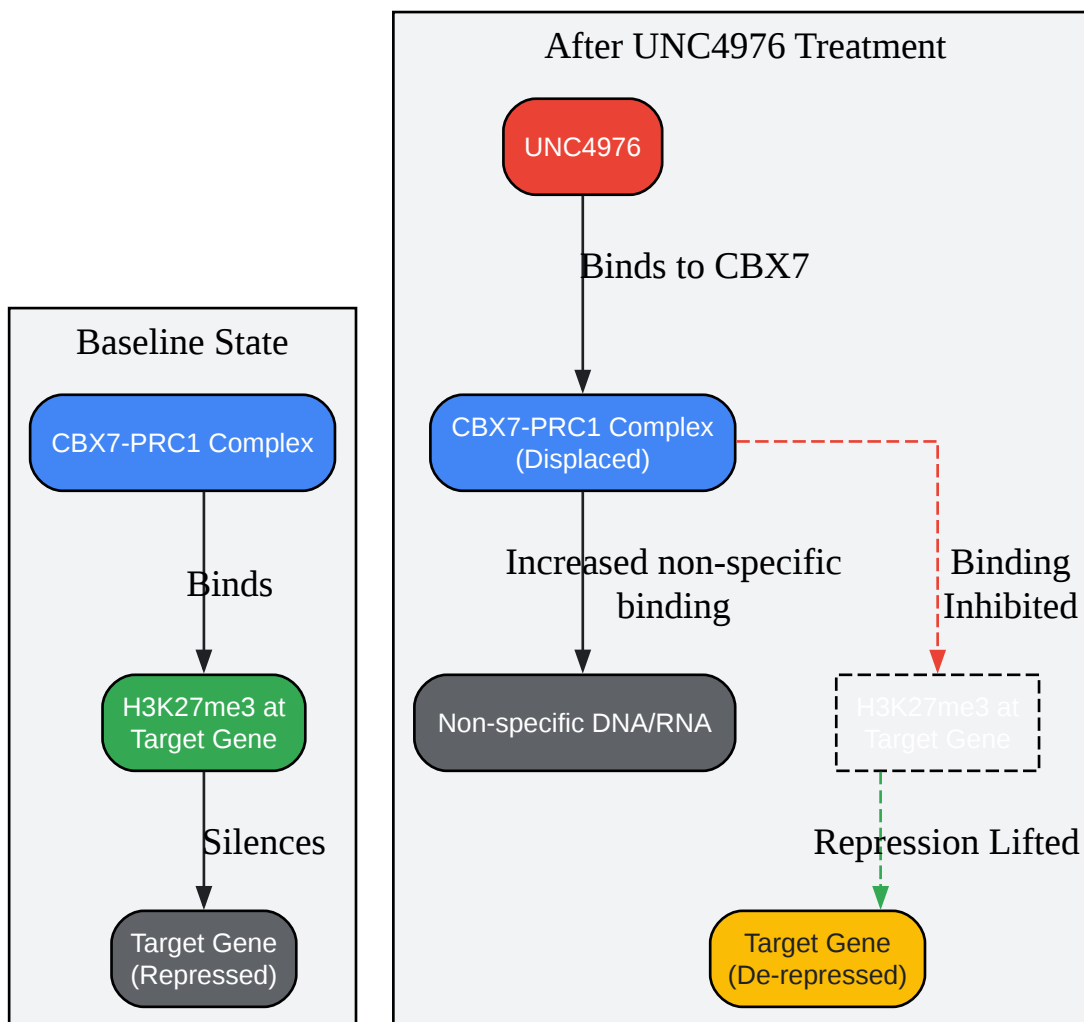 Baseline State
CBX7-PRC1 Complex
Binds
H3K27me3 at
Target Gene
Silences
Target Gene
(Repressed)
After UNC4976 Treatment
UNC4976
Binds to CBX7
CBX7-PRC1 Complex
(Displaced)
Increased non-specific
binding
Binding
Inhibited
Non-specific DNA/RNA
H3K27me3 at
Target Gene
Repression Lifted
Target Gene
(De-repressed)